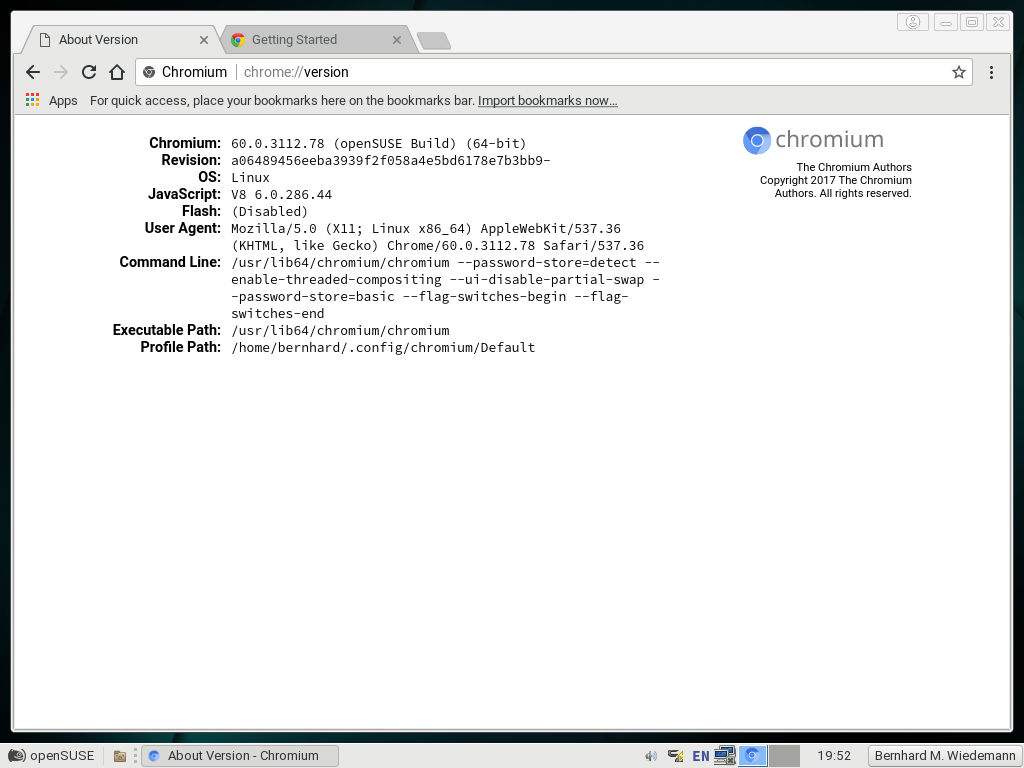 About Version
Getting Started
Chromium chrome://version
Apps For quick access, place your bookmarks here on the bookmarks bar. Import bookmarks now...
chromium
The Chromium Authors
Copyright 2017 The Chromium
Authors. All rights reserved.
Chromium: 60.0.3112.78 (openSUSE Build) (64-bit)
Revision: a06489456eeba3939f2f058a4e5bd6178e7b3bb9-
OS: Linux
JavaScript: V8 6.0.286.44
Flash: (Disabled)
User Agent: Mozilla/5.0 (X11; Linux x86_64) AppleWebKit/537.36
(KHTML, like Gecko) Chrome/60.0.3112.78 Safari/537.36
Command Line: /usr/lib64/chromium/chromium --password-store=detect --
enable-threaded-compositing --ui-disable-partial-swap -
-password-store=basic --flag-switches-begin --flag-
switches-end
Executable Path: /usr/lib64/chromium/chromium
Profile Path: /home/bernhard/.config/chromium/Default
openSUSE
About Version - Chromium
EN
19:52
Bernhard M. Wiedemann